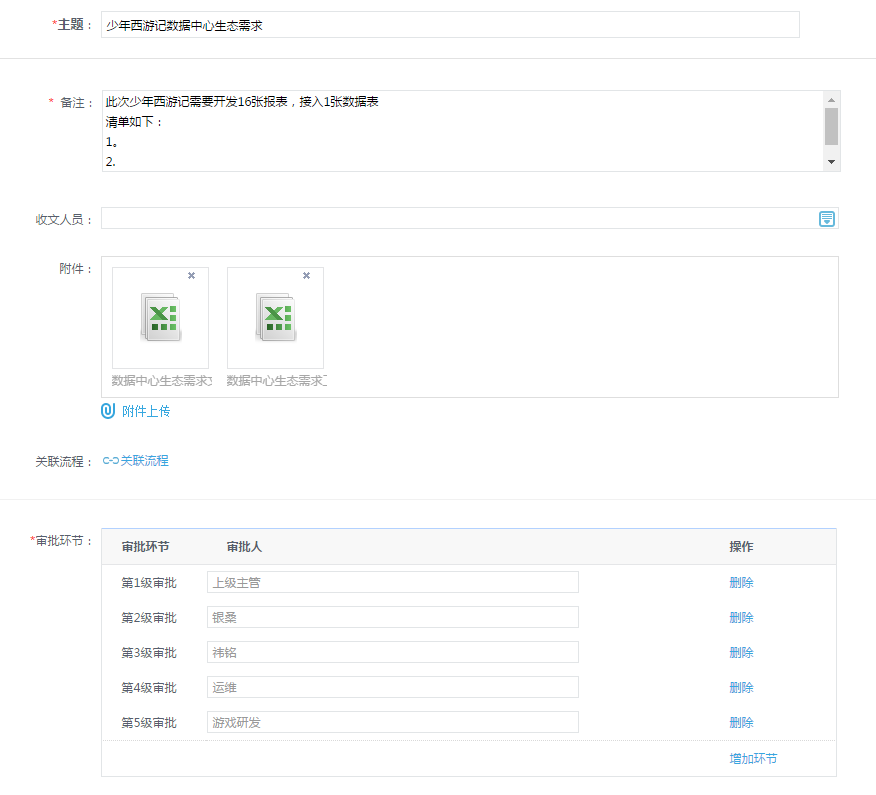 *主题：
少年西游记数据中心生态需求
* 备注：
此次少年西游记需要开发16张报表，接入1张数据表
清单如下：
1。
2.
收文人员：
附件：
数据中心生态需求
数据中心生态需求
附件上传
关联流程：
关联流程
*审批环节：
审批环节 审批人 操作
第1级审批 上级主管 删除
第2级审批 银桑 删除
第3级审批 祎铭 删除
第4级审批 运维 删除
第5级审批 游戏研发 删除
增加环节